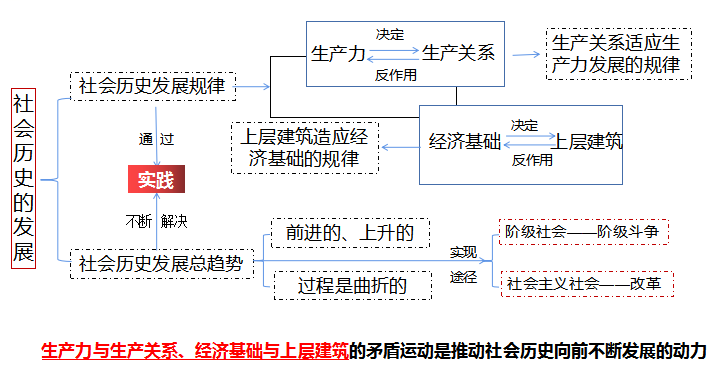 社会历史的发展
社会历史发展规律
通 过
实践
不断 解决
社会历史发展总趋势
生产力
决定
反作用
生产关系
生产关系适应生
产力发展的规律
经济基础
决定
反作用
上层建筑
上层建筑造应经
济基础的规律
前进的、上升的
过程是曲折的
实现
途径
阶级社会——阶级斗争
社会主义社会——改革
生产力与生产关系、经济基础与上层建筑的矛盾运动是推动社会历史向前不断发展的动力